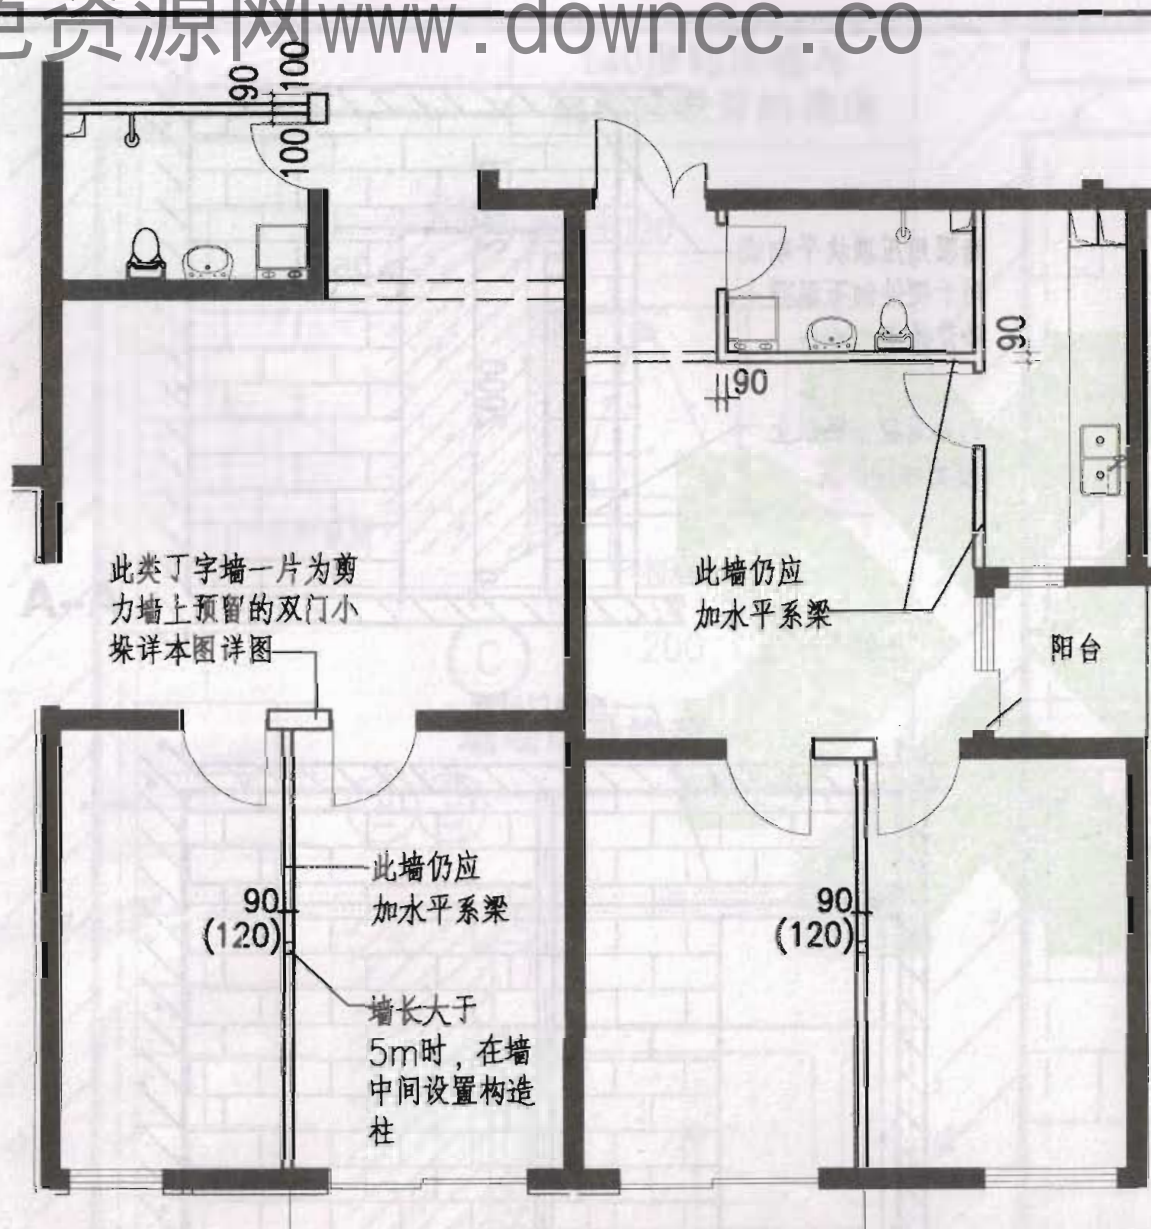 色资源网www.downcc.co
90
100
100
90
90
此类丁字墙一片为剪
力墙上预留的双门小
垛详本图详图
此墙仍应
加水平系梁
阳台
此墙仍应
加水平系梁
90
(120)
90
(120)
墙长大于
5m时，在墙
中间设置构造
柱